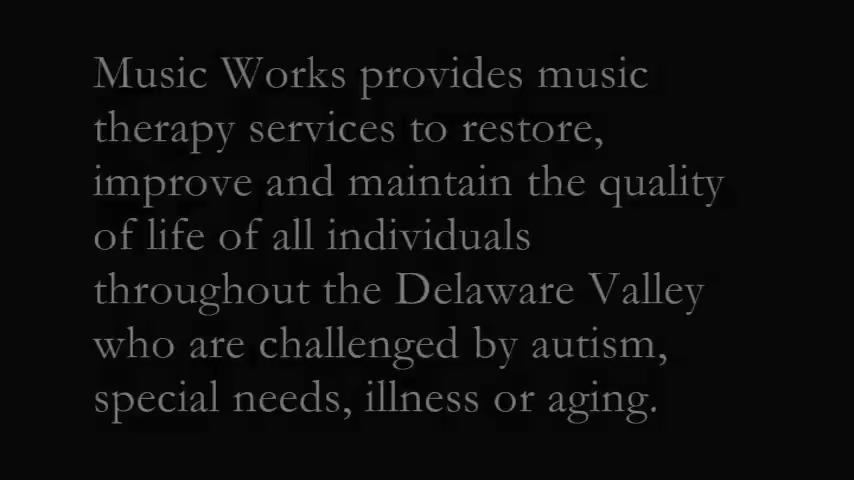 Music Works provides music
therapy services to restore,
improve and maintain the quality
of life of all individuals
throughout the Delaware Valley
who are challenged by autism,
special needs, illness or aging.